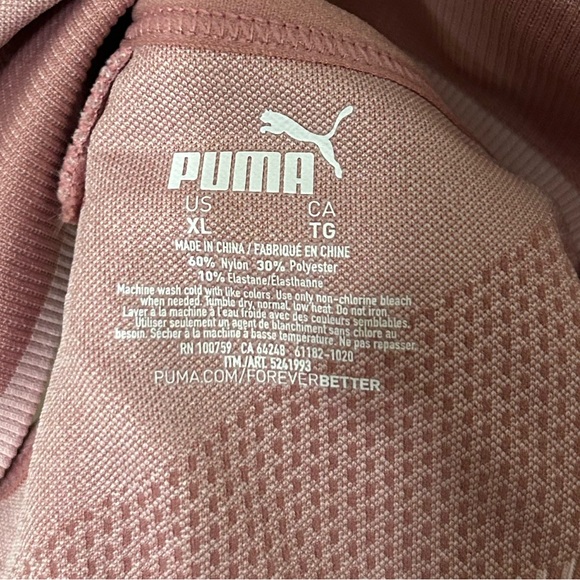 PUMA
US CA
XL TG
MADE IN CHINA / FABRIQUÉ EN CHINE
60% Nylon 30% Polyester
10% Elastane/Élasthanne
Machine wash cold with like colors. Use only non-chlorine bleach
when needed. Tumble dry, normal, low heat. Do not iron
Laver à la machine à l'eau froide avec des couleurs semblables.
Utiliser seulement un agent de blanchiment sans chlore au
besoin. Sécher à la machine à basse température. Ne pas repasser.
RN 100759 CA 64248 61182-1020
ITM./ART. 5241993
PUMA.COM/FOREVERBETTER